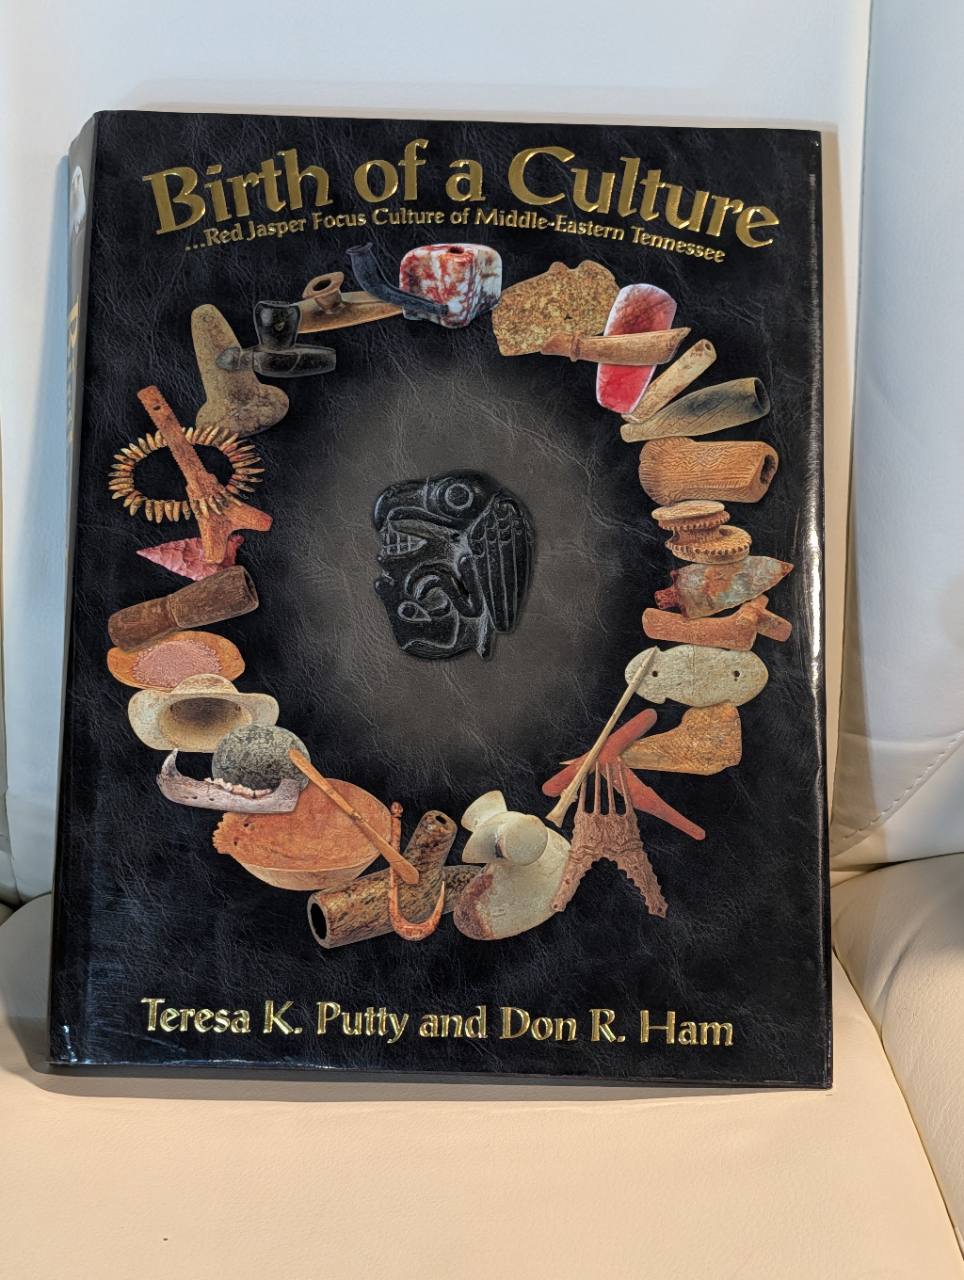 Birth of a Culture
...Red Jasper Focus Culture of Middle-Eastern Tennessee
Teresa K. Putty and Don R. Ham